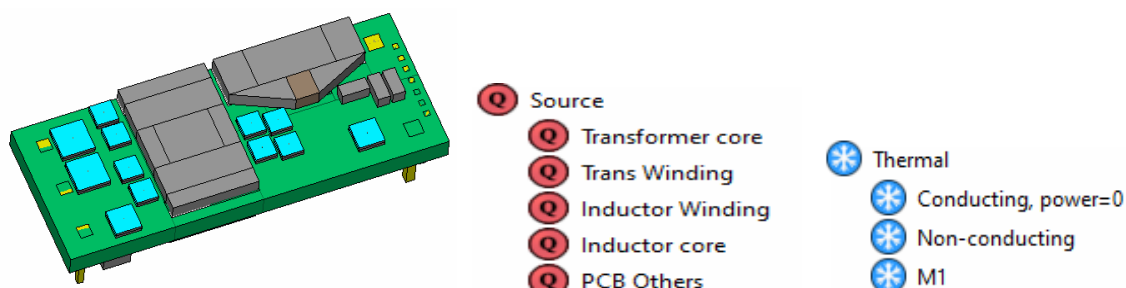 Source
Q Transformer core
Q Trans Winding
Q Inductor Winding
Q Inductor core
Q PCB Others
Q
Thermal
Conducting, power=0
Non-conducting
M1